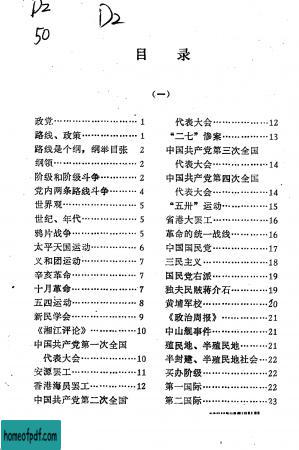 D2
50
D2
目录
(一)
政党……………… 1
路线、政策……………… 1
路线是个纲，纲举目张 2
纲领……………… 2
阶级和阶级斗争……… 2
党内两条路线斗争…… 4
世界观……………… 5
世纪、年代……………… 5
鸦片战争……………… 5
太平天国运动……… 6
义和团运动……… 7
辛亥革命……………… 7
十月革命……………… 8
五四运动……………… 8
新民学会……………… 9
《湘江评论》……… 10
中国共产党第一次全国
代表大会……… 10
安源罢工……………… 11
香港海员罢工……… 12
中国共产党第二次全国
代表大会……… 12
“二七”惨案……… 13
中国共产党第三次全国
代表大会……… 14
中国共产党第四次全国
代表大会……… 14
“五卅”运动……… 15
省港大罢工……… 16
革命的统一战线……… 16
中国国民党……… 17
三民主义……… 18
国民党右派……… 19
独夫民贼蒋介石……… 19
黄埔军校……… 20
《政治周报》……… 21
中山舰事件……… 21
殖民地、半殖民地…… 21
半封建、半殖民地社会… 22
买办阶级……… 22
第一国际……… 22
第二国际……… 23
homeofpdf.com